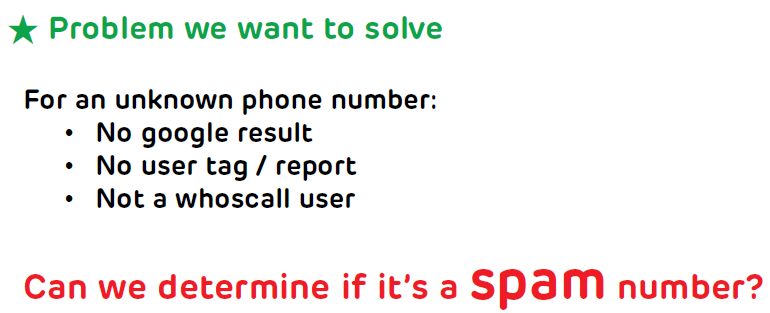 ★ Problem we want to solve
For an unknown phone number:
• No google result
• No user tag / report
• Not a whoscall user
Can we determine if it's a spam number?